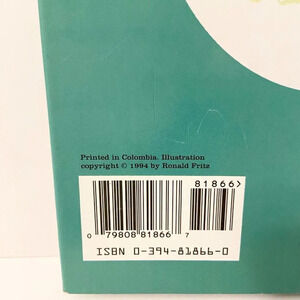 Printed in Colombia. Illustration
copyright © 1994 by Ronald Fritz
81866>
0 79808 81866 7
ISBN 0-394-81866-0